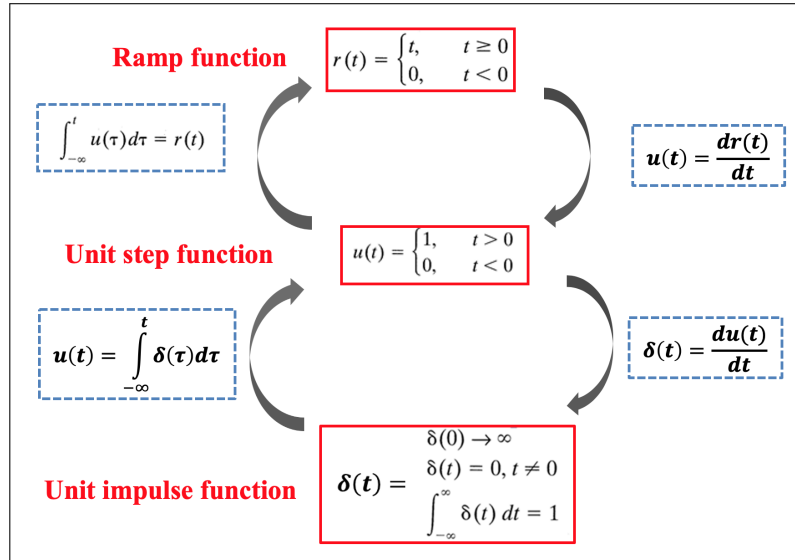 Ramp function
r(t) = { t, t ≥ 0
0, t < 0
∫_{-∞}^{t} u(τ)dτ = r(t)
u(t) = dr(t)/dt
Unit step function
u(t) = { 1, t > 0
0, t < 0
u(t) = ∫_{-∞}^{t} δ(τ)dτ
δ(t) = du(t)/dt
Unit impulse function
δ(t) =
δ(0) → ∞
δ(t) = 0, t ≠ 0
∫_{-∞}^{∞} δ(t) dt = 1